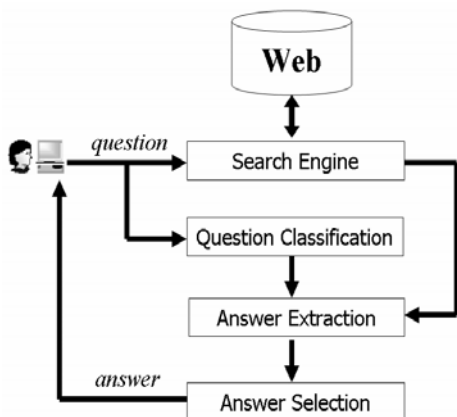 Web
question
Search Engine
Question Classification
Answer Extraction
answer
Answer Selection